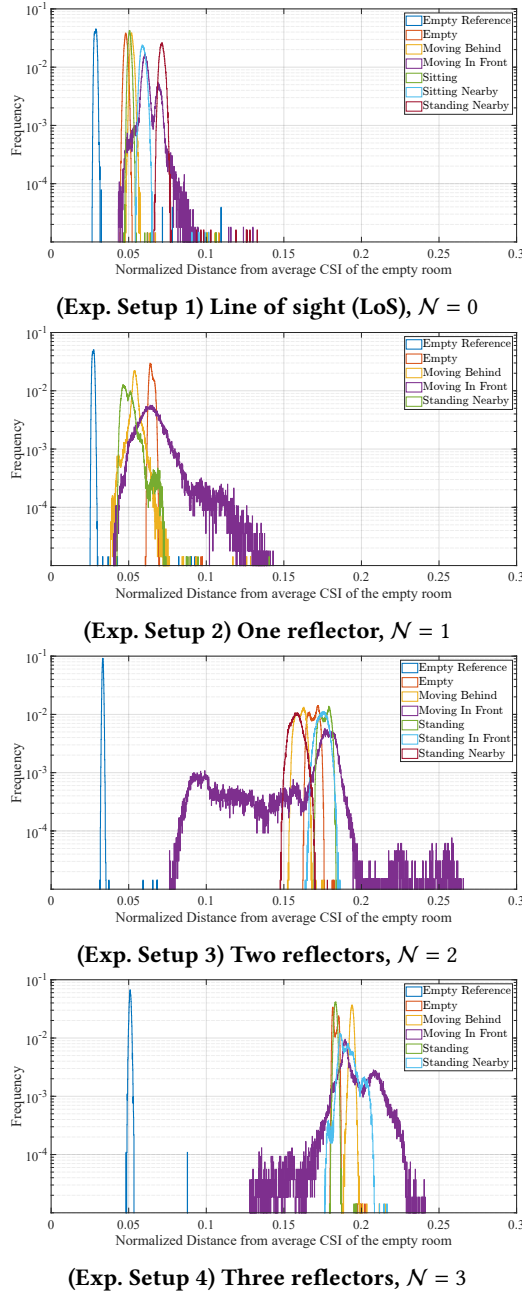 10^-1
Empty Reference
Empty
Moving Behind
Moving In Front
Sitting
Sitting Nearby
Standing Nearby
10^-2
10^-3
10^-4
Frequency
0 0.05 0.1 0.15 0.2 0.25 0.3
Normalized Distance from average CSI of the empty room
(Exp. Setup 1) Line of sight (LoS), 𝒩 = 0
10^-1
Empty Reference
Empty
Moving Behind
Moving In Front
Standing Nearby
10^-2
10^-3
10^-4
Frequency
0 0.05 0.1 0.15 0.2 0.25 0.3
Normalized Distance from average CSI of the empty room
(Exp. Setup 2) One reflector, 𝒩 = 1
10^-1
Empty Reference
Empty
Moving Behind
Moving In Front
Standing
Standing In Front
Standing Nearby
10^-2
10^-3
10^-4
Frequency
0 0.05 0.1 0.15 0.2 0.25 0.3
Normalized Distance from average CSI of the empty room
(Exp. Setup 3) Two reflectors, 𝒩 = 2
10^-1
Empty Reference
Empty
Moving Behind
Moving In Front
Standing
Standing Nearby
10^-2
10^-3
10^-4
Frequency
0 0.05 0.1 0.15 0.2 0.25 0.3
Normalized Distance from average CSI of the empty room
(Exp. Setup 4) Three reflectors, 𝒩 = 3